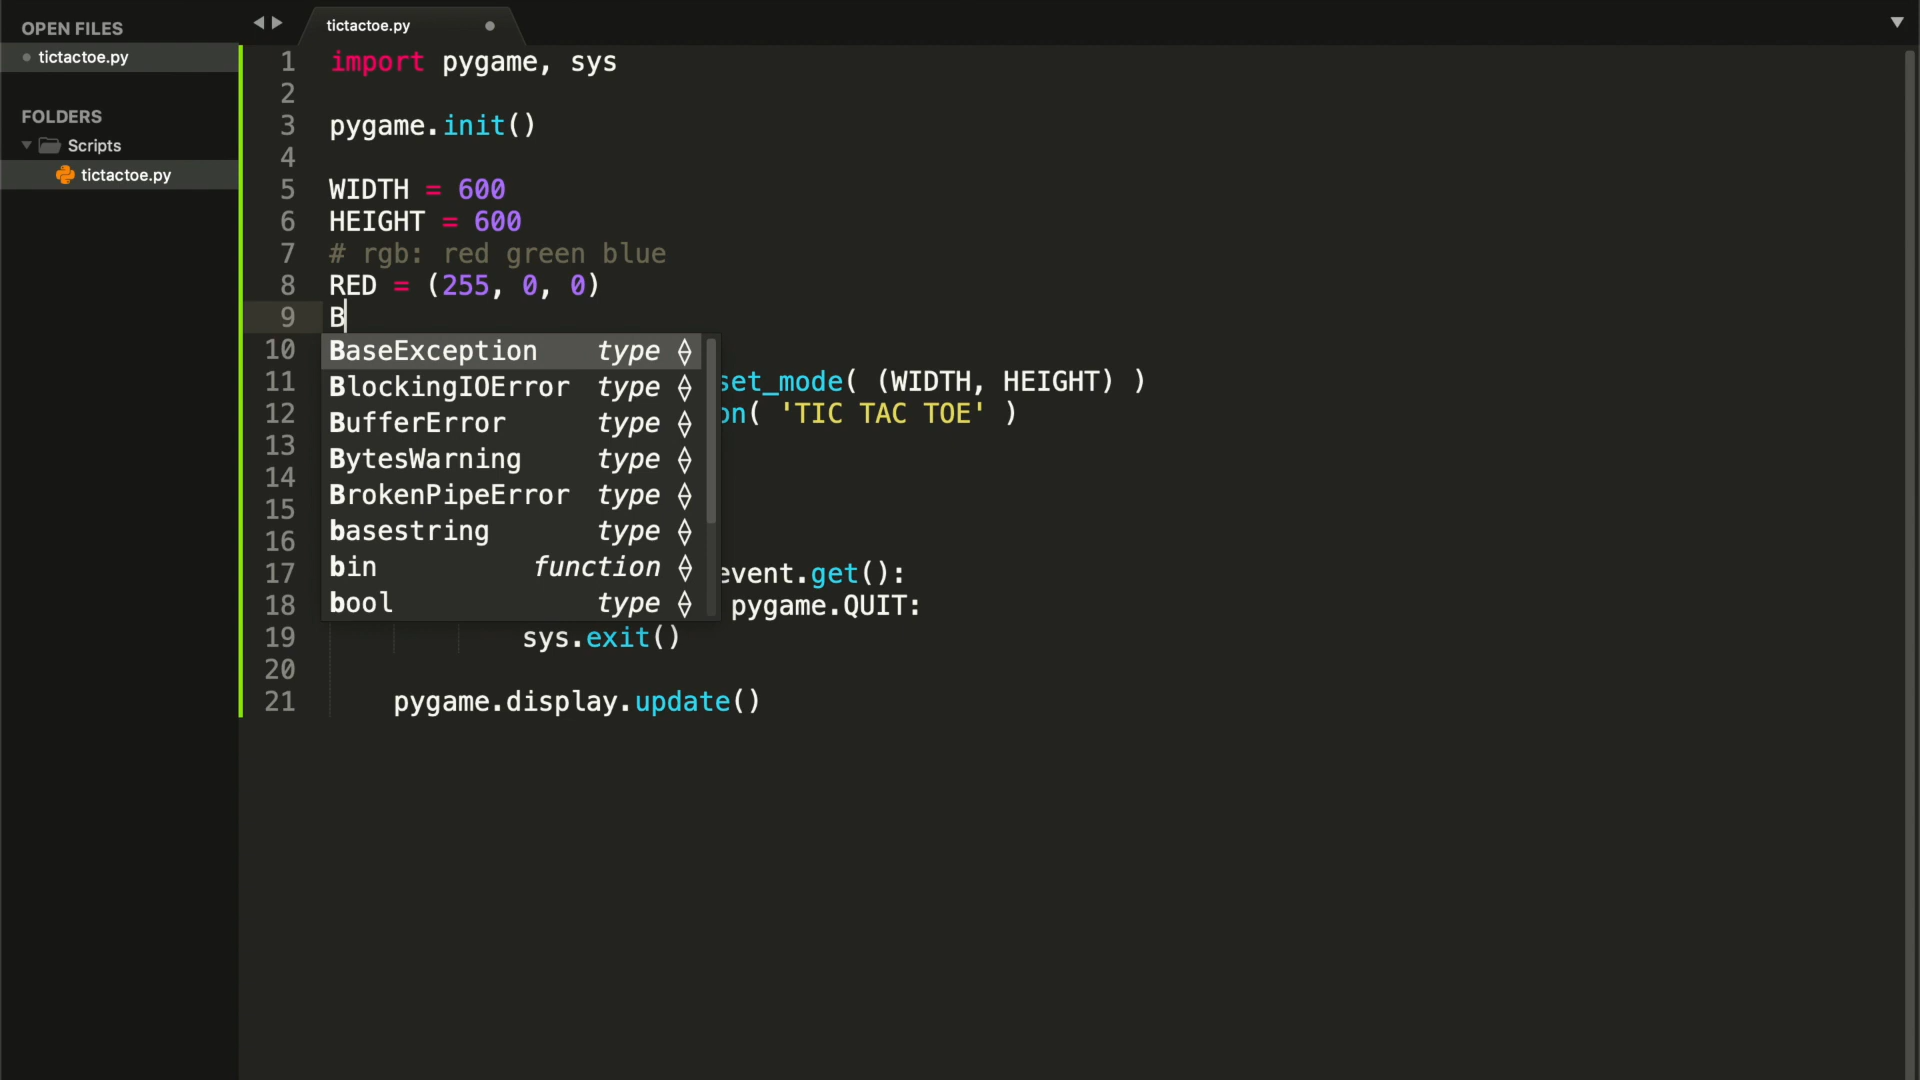 OPEN FILES
tictactoe.py
FOLDERS
Scripts
tictactoe.py
tictactoe.py
1 import pygame, sys
2
3 pygame.init()
4
5 WIDTH = 600
6 HEIGHT = 600
7 # rgb: red green blue
8 RED = (255, 0, 0)
9 B
10 BaseException type
11 set_mode( (WIDTH, HEIGHT) )
BlockingIOError type
12 on( 'TIC TAC TOE' )
BufferError type
13
BytesWarning type
14
15 BrokenPipeError type
16 basestring type
17 event.get():
bin function
18 pygame.QUIT:
bool type
19 sys.exit()
20
21 pygame.display.update()